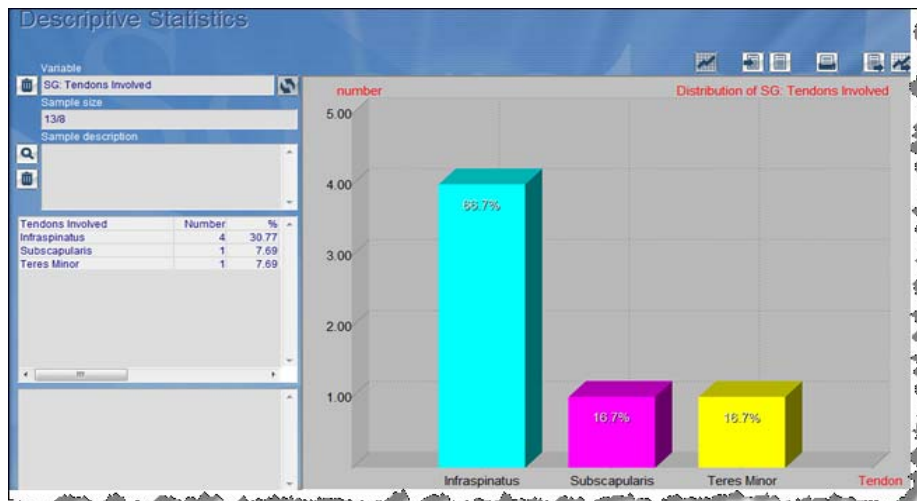 Descriptive Statistics
Variable
SG: Tendons Involved
Sample size
13/8
Sample description
Tendons Involved Number %
Infraspinatus 4 30.77
Subscapularis 1 7.69
Teres Minor 1 7.69
number Distribution of SG: Tendons Involved
5.00
4.00
3.00
2.00
1.00
66.7%
16.7% 16.7%
Infraspinatus Subscapularis Teres Minor Tendon